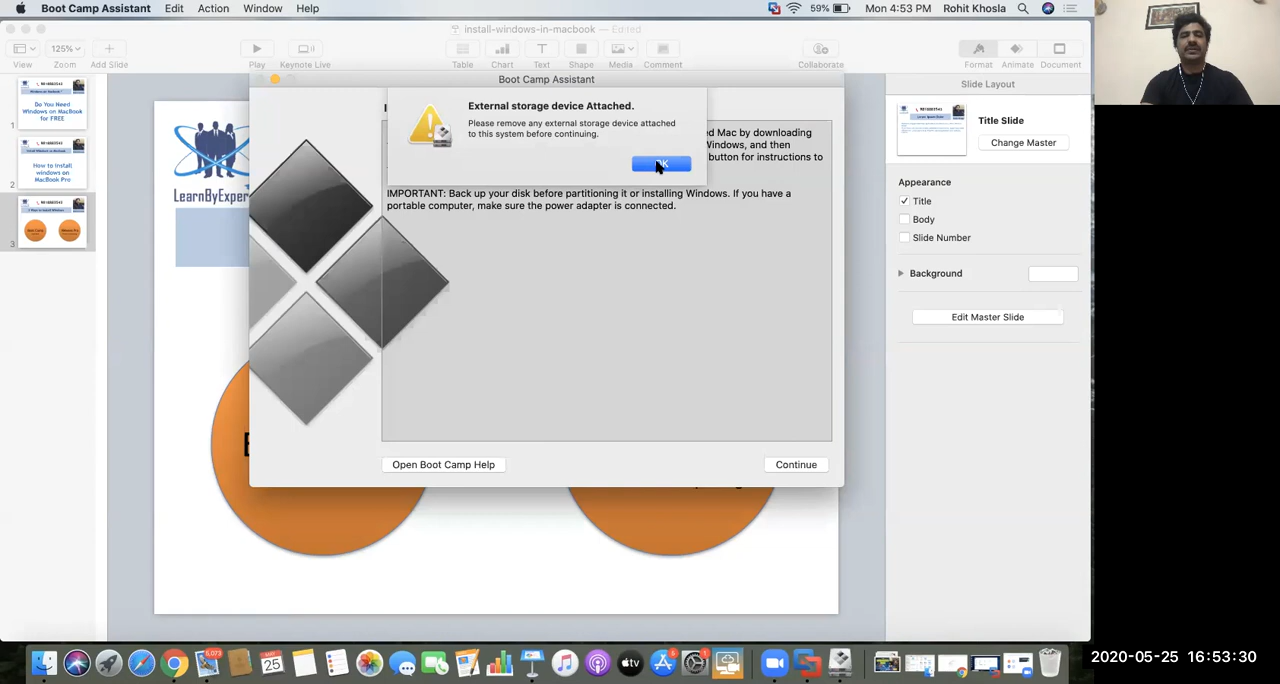 Boot Camp Assistant Edit Action Window Help
59% Mon 4:53 PM Rohit Khosla
install-windows-in-macbook — Edited
125%
View Zoom Add Slide Play Keynote Live Table Chart Text Shape Media Comment Collaborate Format Animate Document
Do You Need
Windows on MacBook
for FREE
1
How to Install
windows on
MacBook Pro
2
3
LearnByExper
Boot Camp Assistant
External storage device Attached.
Please remove any external storage device attached
to this system before continuing.
OK
ed Mac by downloading
Windows, and then
button for instructions to
IMPORTANT: Back up your disk before partitioning it or installing Windows. If you have a
portable computer, make sure the power adapter is connected.
Open Boot Camp Help
Continue
Slide Layout
Title Slide
Change Master
Appearance
Title
Body
Slide Number
Background
Edit Master Slide
2020-05-25 16:53:30